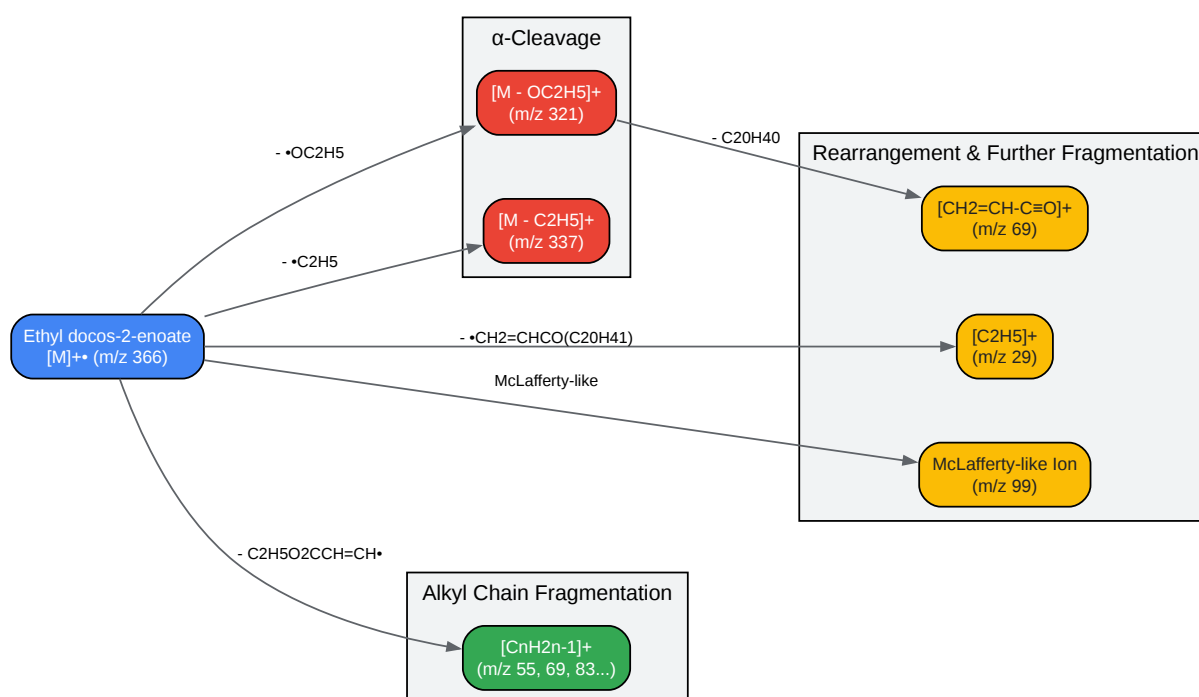 α-Cleavage
[M - OC2H5]+
(m/z 321)
[M - C2H5]+
(m/z 337)
- •OC2H5
- •C2H5
- C20H40
Rearrangement & Further Fragmentation
[CH2=CH-C≡O]+
(m/z 69)
[C2H5]+
(m/z 29)
McLafferty-like Ion
(m/z 99)
Ethyl docos-2-enoate
[M]+• (m/z 366)
- •CH2=CHCO(C20H41)
McLafferty-like
- C2H5O2CCH=CH•
Alkyl Chain Fragmentation
[CnH2n-1]+
(m/z 55, 69, 83...)